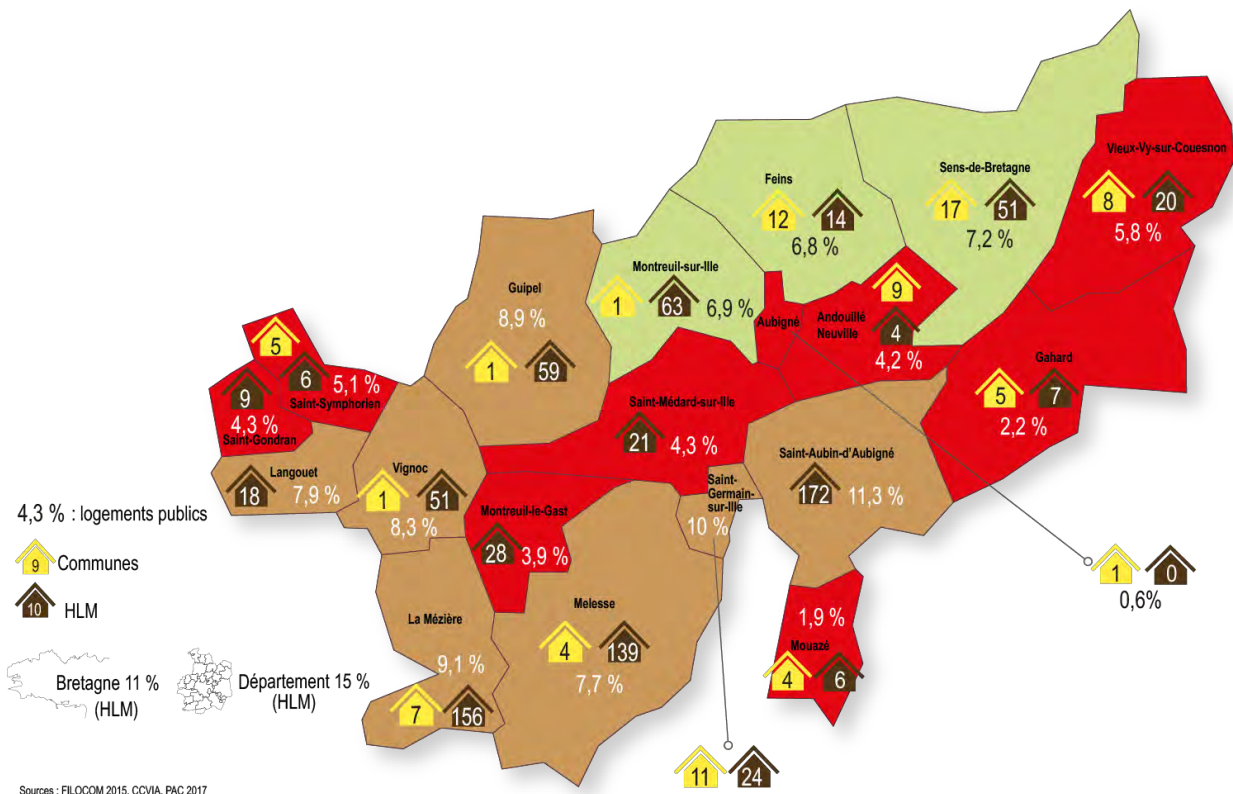 Vieux-Vy-sur-Couesnon
8
20
5,8 %
Sens-de-Bretagne
17
51
7,2 %
Feins
12
14
6,8 %
Montreuil-sur-Ille
1
63
6,9 %
Aubigné
9
Andouillé
Neuville
4
4,2 %
Guipel
8,9 %
1
59
Gahard
5
7
2,2 %
5
6
5,1 %
Saint-Symphorien
9
4,3 %
Saint-Gondran
Saint-Médard-sur-Ille
21
4,3 %
Saint-Aubin-d'Aubigné
172
11,3 %
Langouet
18
7,9 %
Vignoc
1
51
8,3 %
Saint-
Germain-
sur-Ille
10 %
Montreuil-le-Gast
28
3,9 %
4,3 % : logements publics
9 Communes
10 HLM
1
0
0,6%
La Mézière
9,1 %
7
156
Melesse
4
139
7,7 %
1,9 %
Mouazé
4
6
Bretagne 11 %
(HLM)
Département 15 %
(HLM)
11
24
Sources : FILOCOM 2015, CCVIA, PAC 2017